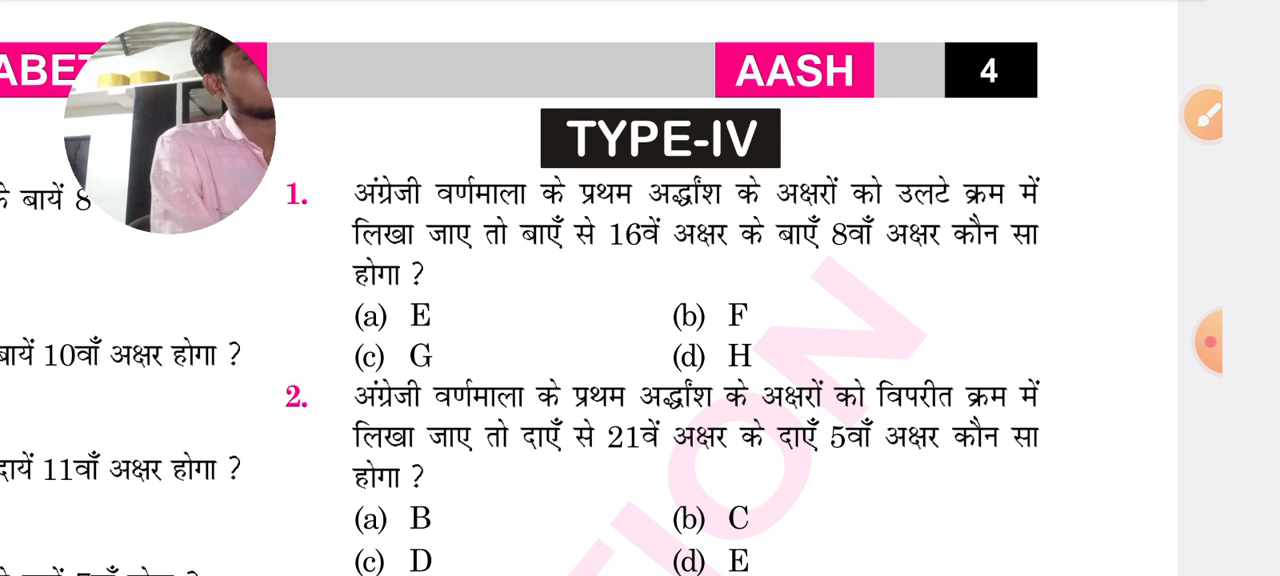 ABE
AASH
4
TYPE-IV
े बायें 8
1. अंग्रेजी वर्णमाला के प्रथम अर्द्धांश के अक्षरों को उलटे क्रम में
लिखा जाए तो बाएँ से 16वें अक्षर के बाएँ 8वाँ अक्षर कौन सा
होगा ?
(a) E (b) F
बायें 10वाँ अक्षर होगा ?
(c) G (d) H
2. अंग्रेजी वर्णमाला के प्रथम अर्द्धांश के अक्षरों को विपरीत क्रम में
लिखा जाए तो दाएँ से 21वें अक्षर के दाएँ 5वाँ अक्षर कौन सा
दायें 11वाँ अक्षर होगा ?
होगा ?
(a) B (b) C
(c) D (d) E
TION